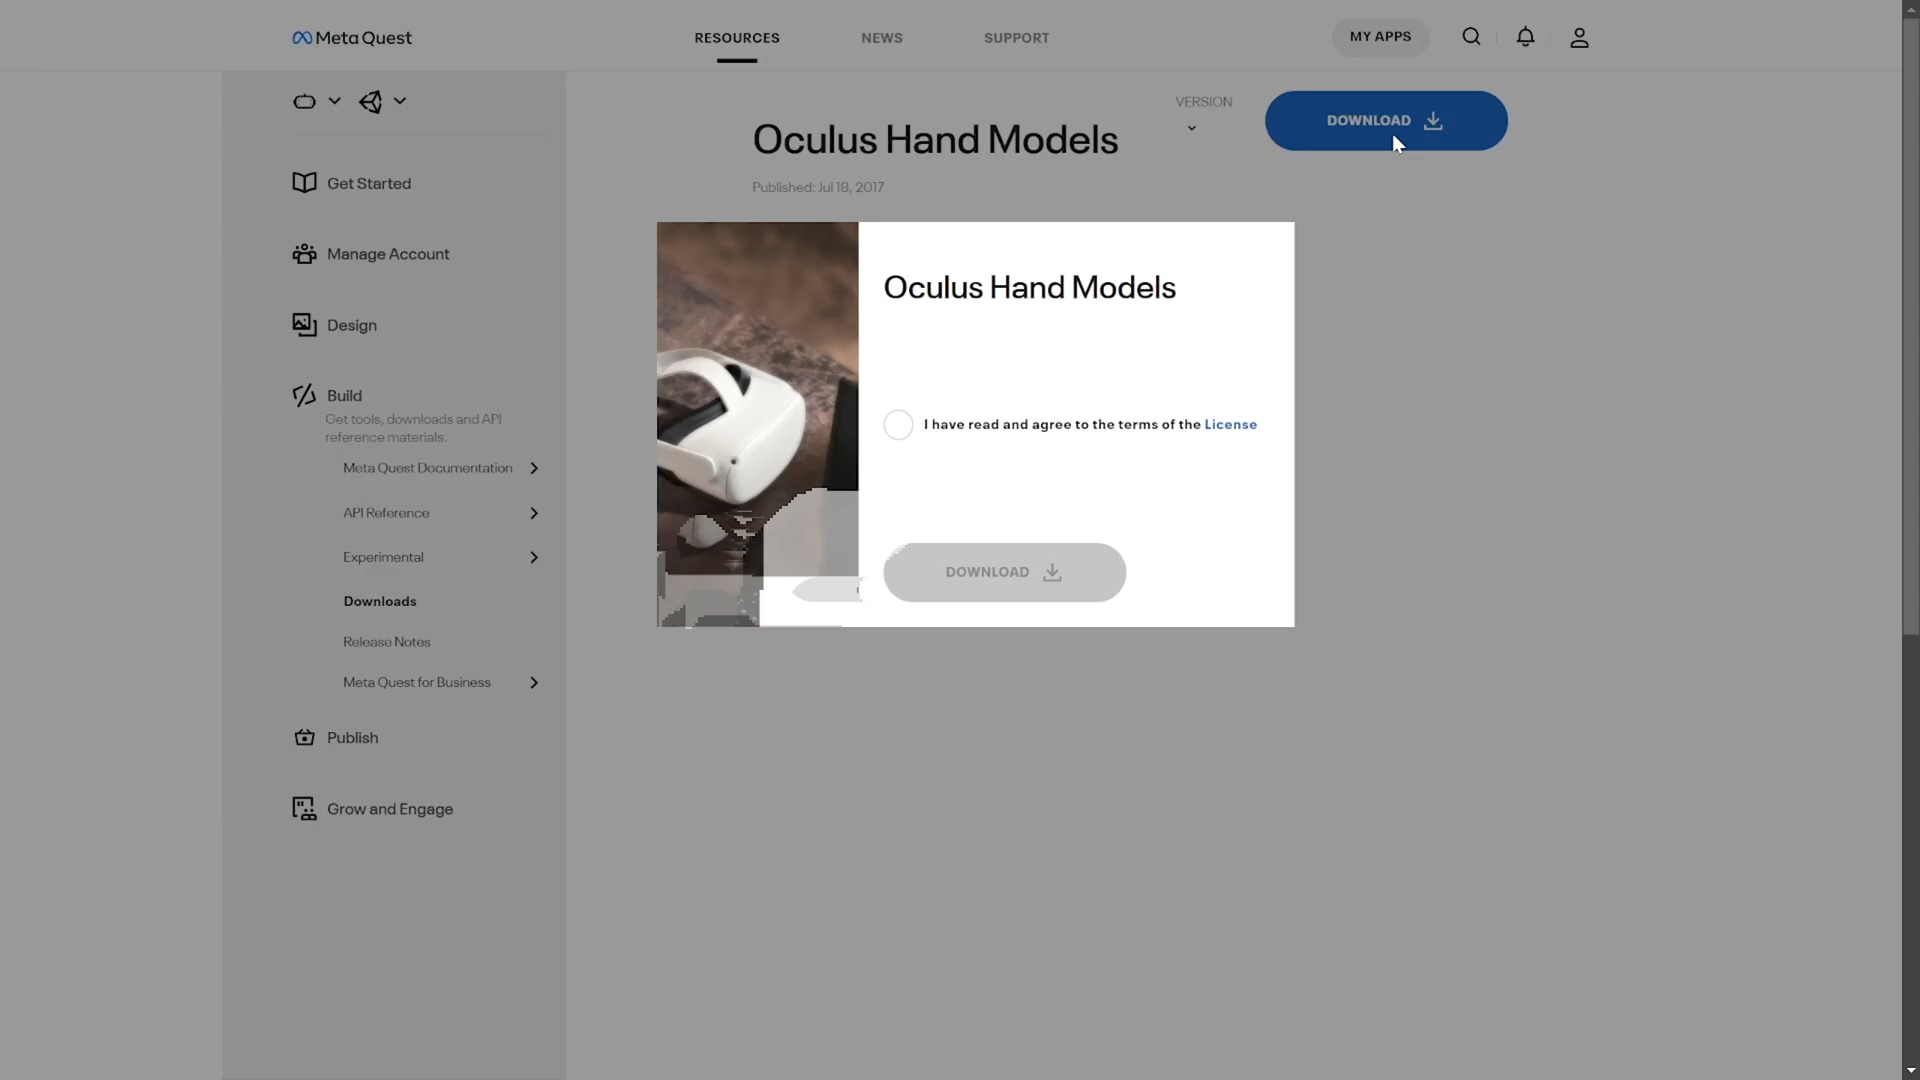 Meta Quest
RESOURCES
NEWS
SUPPORT
MY APPS
Get Started
Manage Account
Design
Build
Get tools, downloads and API
reference materials.
Meta Quest Documentation
API Reference
Experimental
Downloads
Release Notes
Meta Quest for Business
Publish
Grow and Engage
Oculus Hand Models
Published: Jul 18, 2017
VERSION
DOWNLOAD
Oculus Hand Models
I have read and agree to the terms of the License
DOWNLOAD